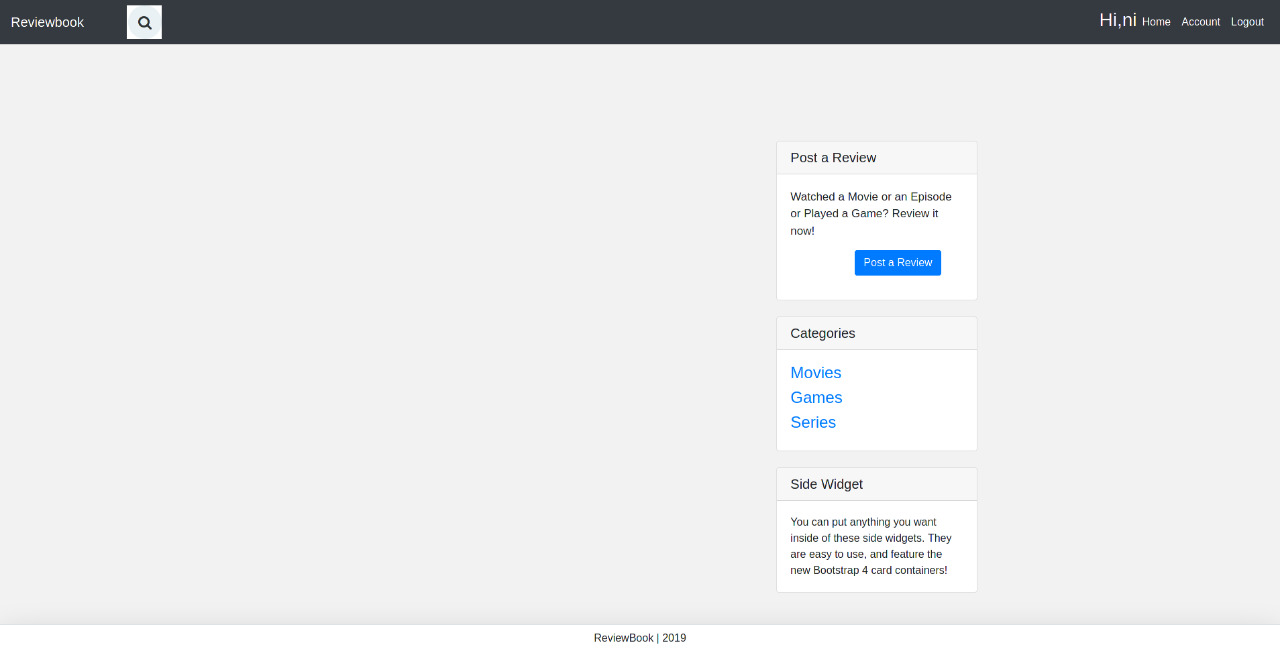 Reviewbook
Hi,ni Home Account Logout
Post a Review
Watched a Movie or an Episode
or Played a Game? Review it
now!
Post a Review
Categories
Movies
Games
Series
Side Widget
You can put anything you want
inside of these side widgets. They
are easy to use, and feature the
new Bootstrap 4 card containers!
ReviewBook | 2019